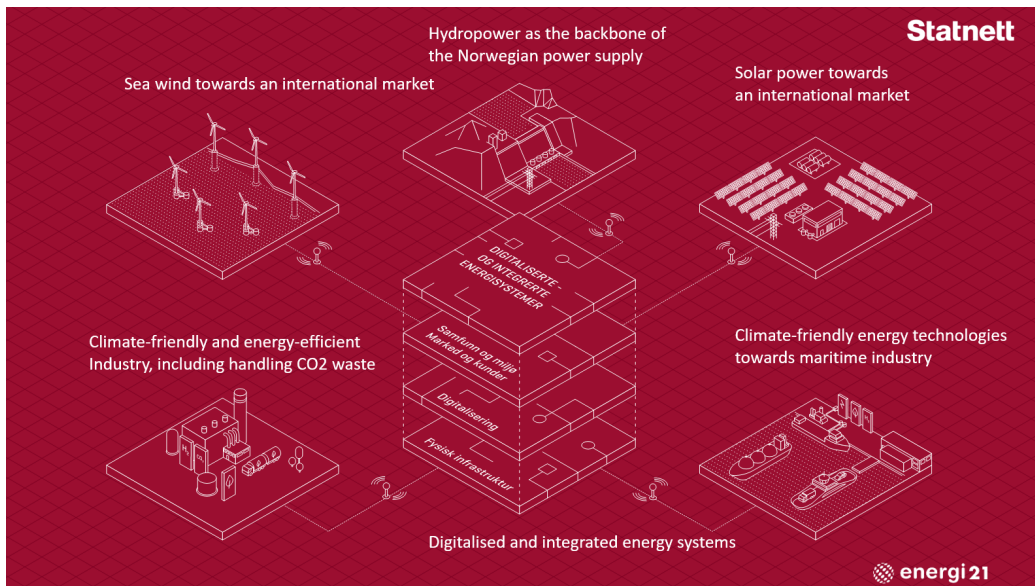 Statnett
Hydropower as the backbone of
the Norwegian power supply
Sea wind towards an international market
Solar power towards
an international market
DIGITALISERTE -
OG INTEGRERTE
ENERGISYSTEMER
Samfunn og miljø
Marked og kunder
Digitalisering
Fysisk infrastruktur
Climate-friendly and energy-efficient
Industry, including handling CO2 waste
Climate-friendly energy technologies
towards maritime industry
H₂
Digitalised and integrated energy systems
energi21